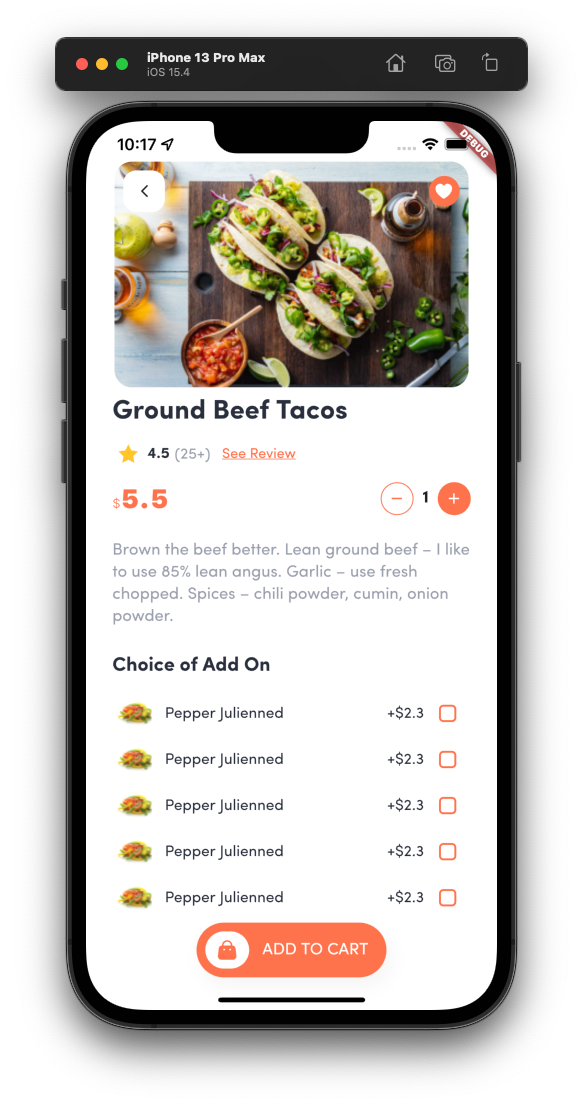 iPhone 13 Pro Max
iOS 15.4
10:17
DEBUG
Ground Beef Tacos
4.5 (25+) See Review
$5.5
1
Brown the beef better. Lean ground beef – I like
to use 85% lean angus. Garlic – use fresh
chopped. Spices – chili powder, cumin, onion
powder.
Choice of Add On
Pepper Julienned +$2.3
Pepper Julienned +$2.3
Pepper Julienned +$2.3
Pepper Julienned +$2.3
Pepper Julienned +$2.3
ADD TO CART